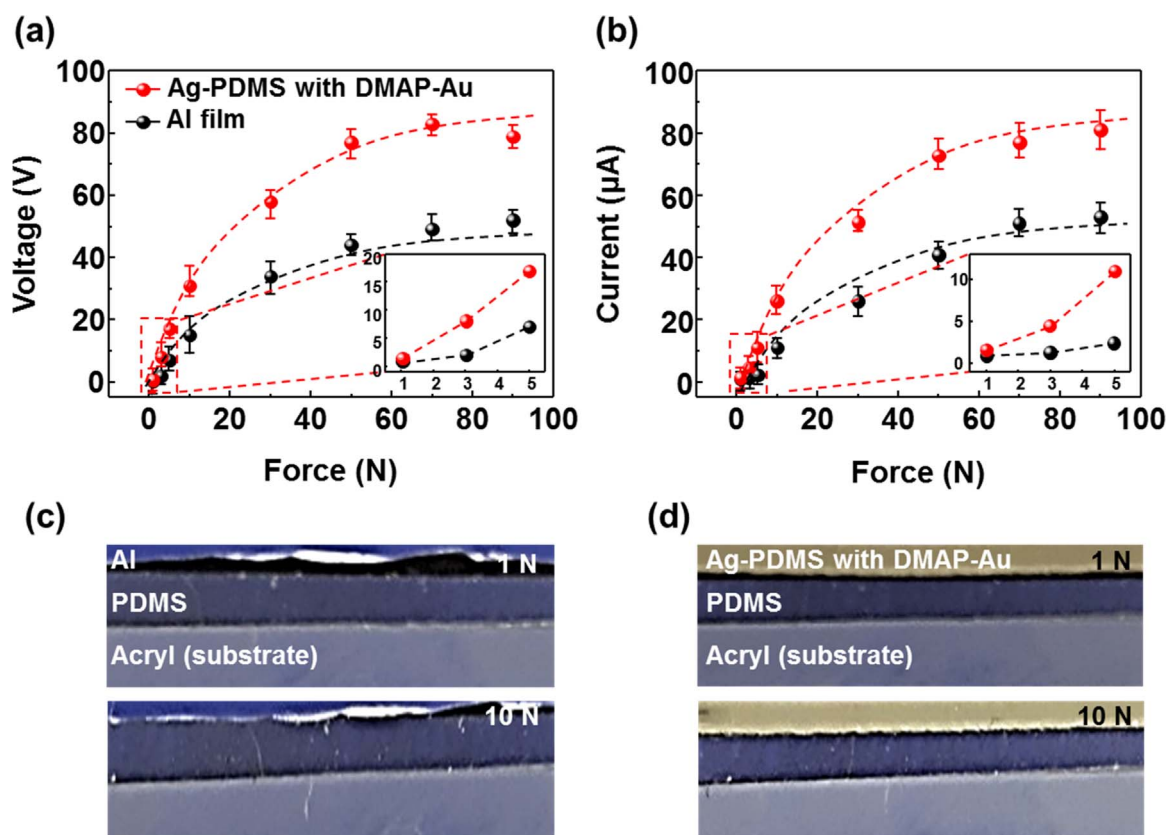 (a)
100
80
60
40
20
0
Voltage (V)
Ag-PDMS with DMAP-Au
Al film
20
15
10
5
0
1 2 3 4 5
0 20 40 60 80 100
Force (N)
(b)
100
80
60
40
20
0
Current (μA)
10
5
0
1 2 3 4 5
0 20 40 60 80 100
Force (N)
(c)
Al 1 N
PDMS
Acryl (substrate)
10 N
(d)
Ag-PDMS with DMAP-Au 1 N
PDMS
Acryl (substrate)
10 N